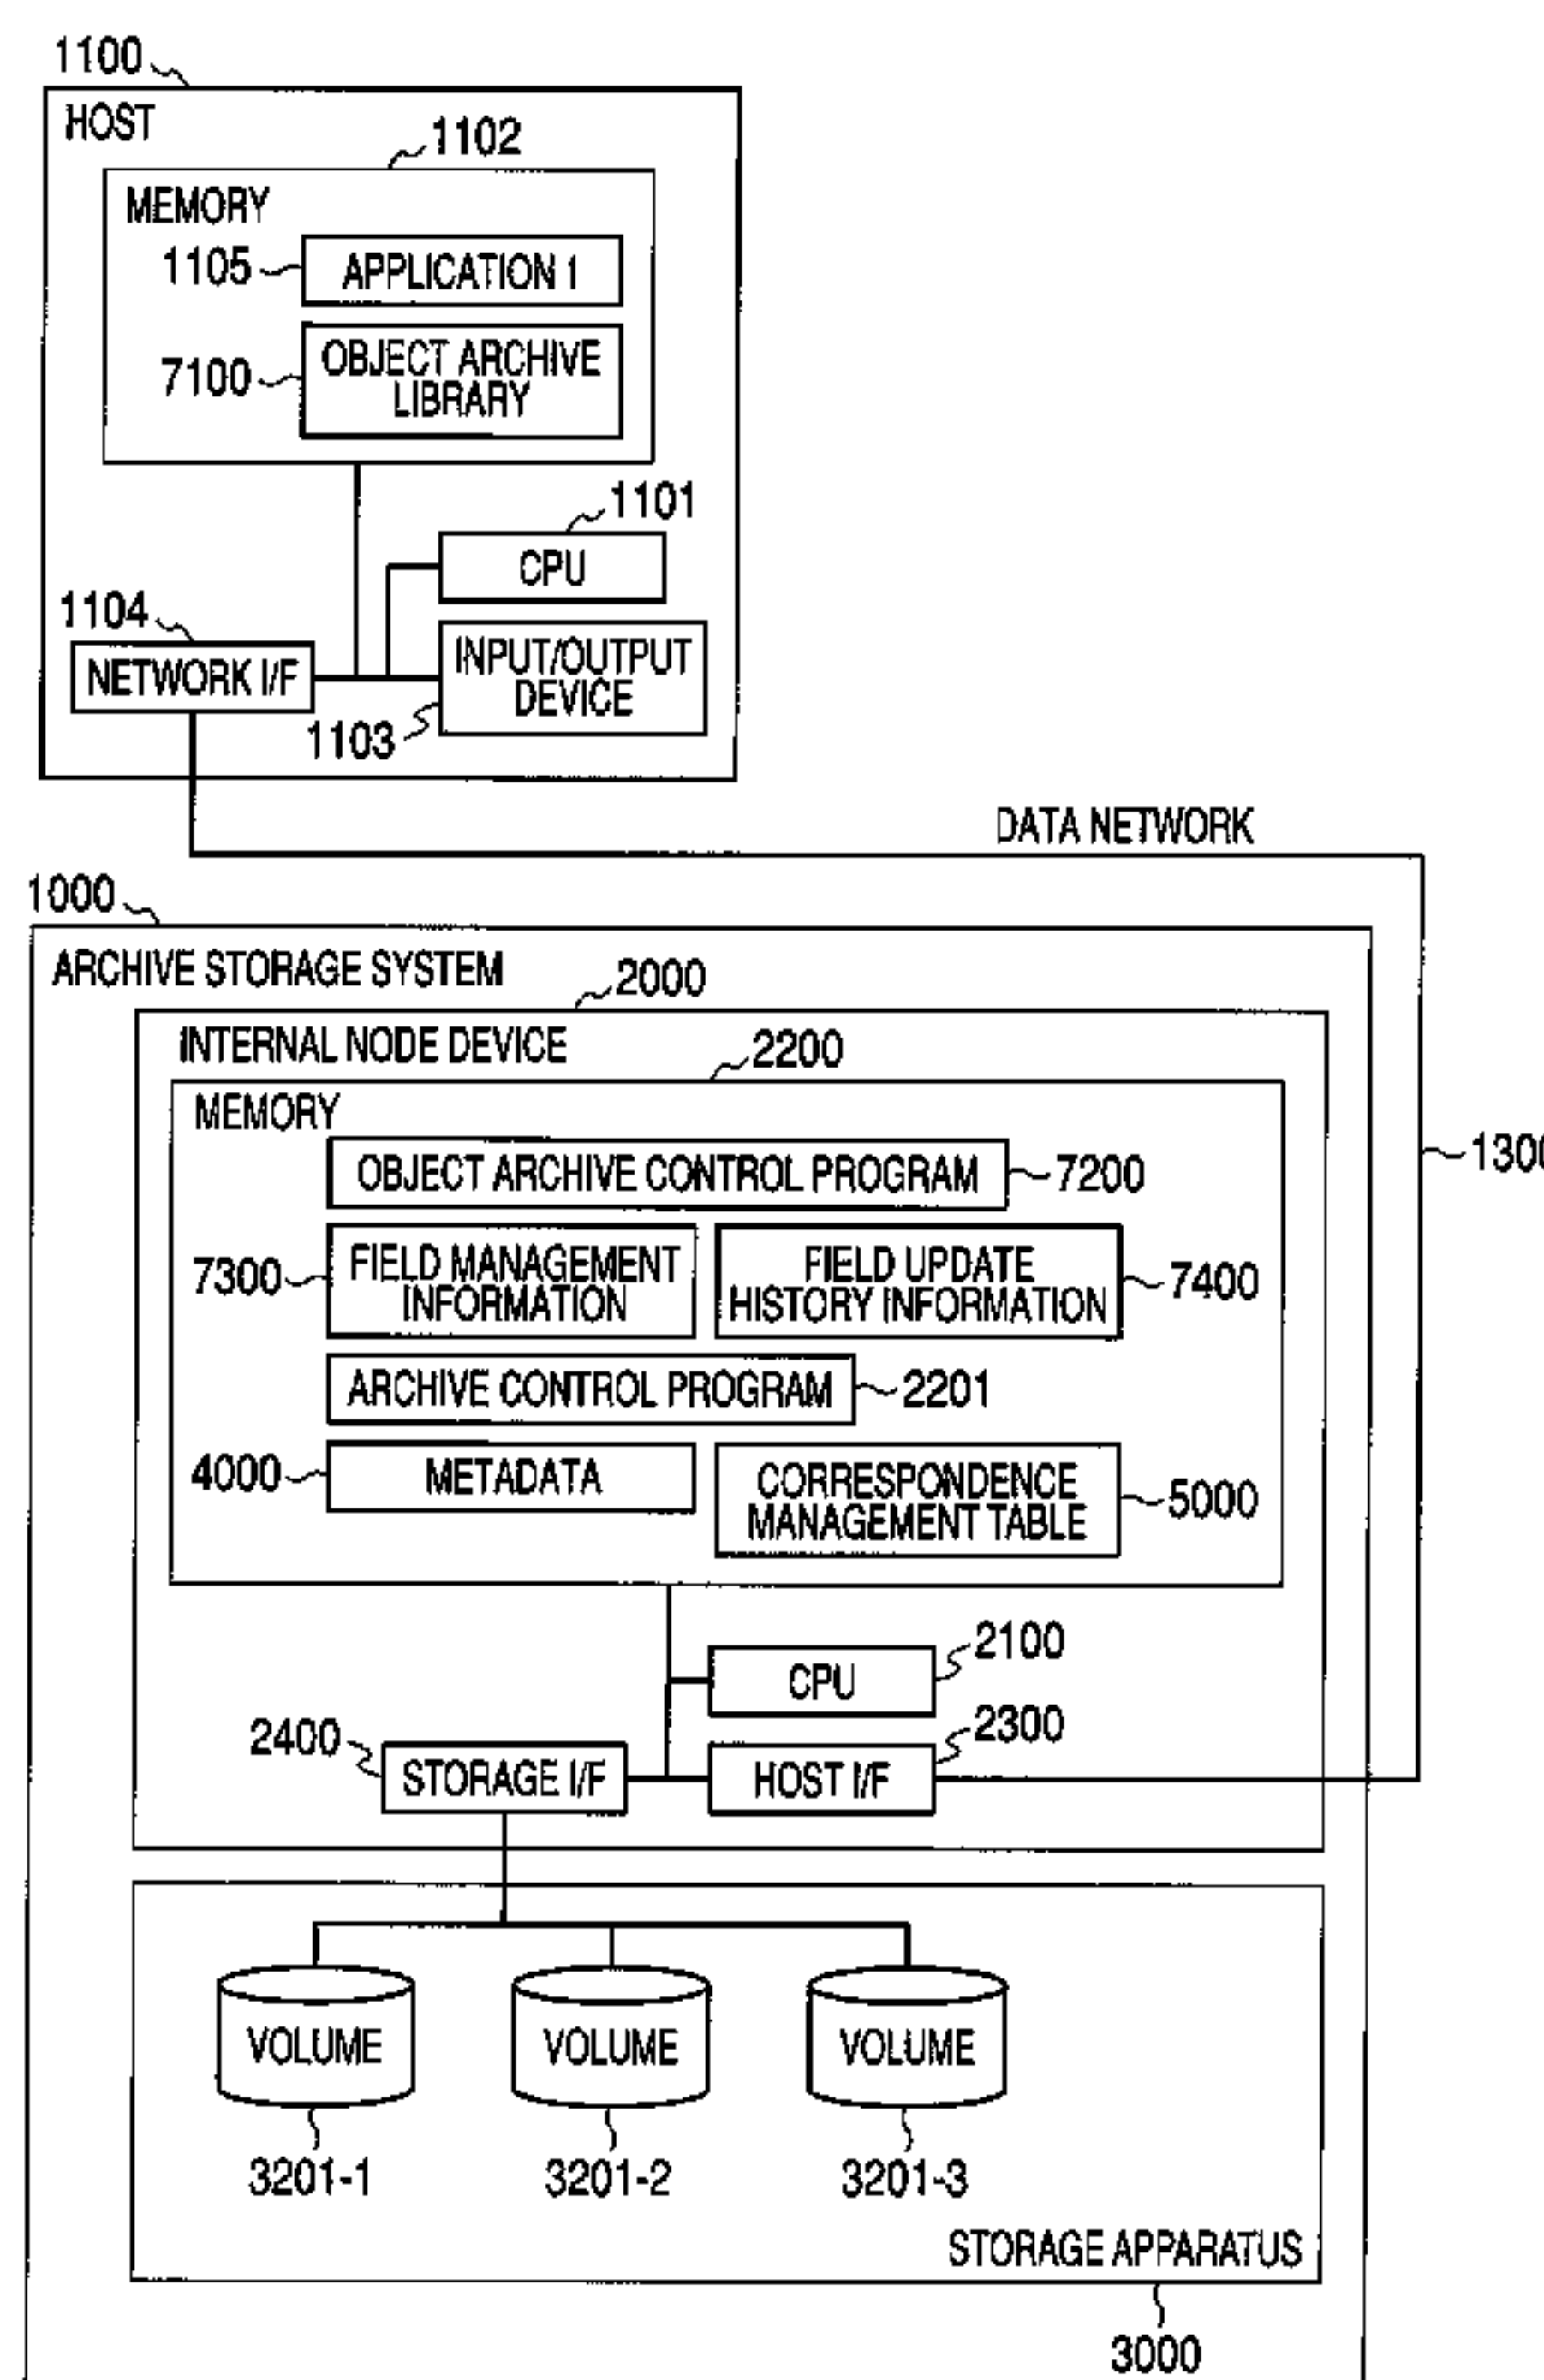 1100
HOST
1102
MEMORY
1105
APPLICATION 1
7100
OBJECT ARCHIVE
LIBRARY
1101
CPU
1104
NETWORK I/F
INPUT/OUTPUT
DEVICE
1103
DATA NETWORK
1000
ARCHIVE STORAGE SYSTEM
2000
INTERNAL NODE DEVICE
2200
MEMORY
OBJECT ARCHIVE CONTROL PROGRAM
7200
1300
7300
FIELD MANAGEMENT
INFORMATION
FIELD UPDATE
HISTORY INFORMATION
7400
ARCHIVE CONTROL PROGRAM
2201
4000
METADATA
CORRESPONDENCE
MANAGEMENT TABLE
5000
2100
CPU
2400
STORAGE I/F
2300
HOST I/F
VOLUME
VOLUME
VOLUME
3201-1
3201-2
3201-3
STORAGE APPARATUS
3000